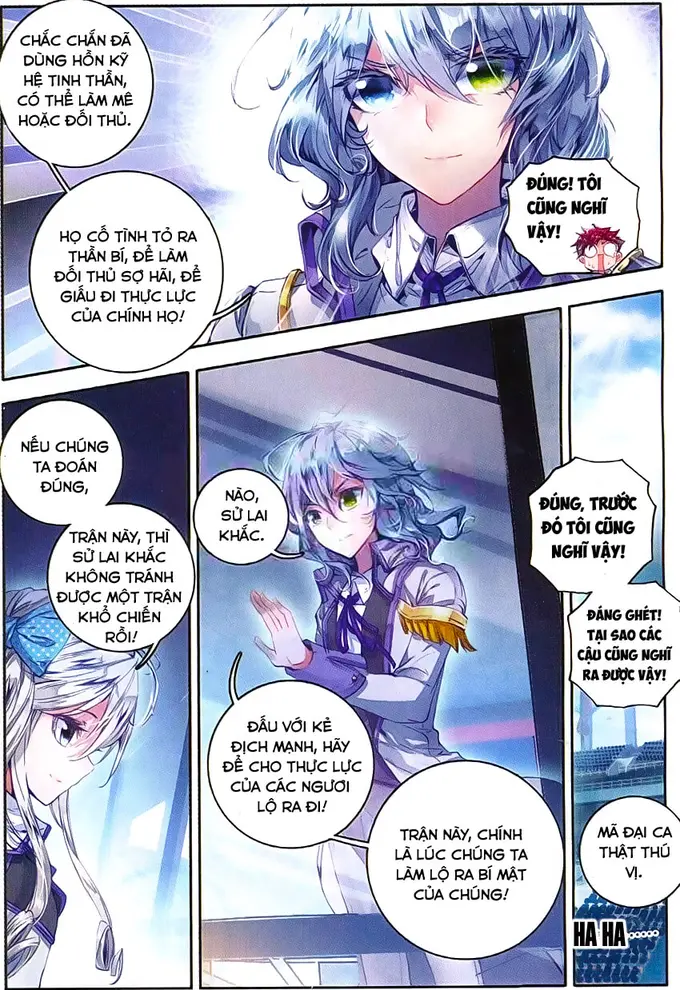 CHẮC CHẮN ĐÃ
DÙNG HỒN KỸ
HỆ TINH THẦN,
CÓ THỂ LÀM MÊ
HOẶC ĐỐI THỦ.
HỌ CỐ TÌNH TỎ RA
THẦN BÍ, ĐỂ LÀM
ĐỐI THỦ SỢ HÃI, ĐỂ
GIẤU ĐI THỰC LỰC
CỦA CHÍNH HỌ!
ĐÚNG! TÔI
CŨNG NGHĨ
VẬY!
NẾU CHÚNG
TA ĐOÁN
ĐÚNG,
TRẬN NÀY, THÌ
SỬ LAI KHẮC
KHÔNG TRÁNH
ĐƯỢC MỘT TRẬN
KHỔ CHIẾN
RỒI!
NÀO,
SỬ LAI
KHẮC.
ĐẤU VỚI KẺ
ĐỊCH MẠNH, HÃY
ĐỂ CHO THỰC LỰC
CỦA CÁC NGƯƠI
LỘ RA ĐI!
TRẬN NÀY, CHÍNH
LÀ LÚC CHÚNG TA
LÀM LỘ RA BÍ MẬT
CỦA CHÚNG!
ĐÚNG, TRƯỚC
ĐÓ TÔI CŨNG
NGHĨ VẬY!
ĐÁNG GHÉT!
TẠI SAO CÁC
CẬU CŨNG NGHĨ
RA ĐƯỢC VẬY!
MÃ ĐẠI CA
THẬT THÚ
VỊ.
HA HA......